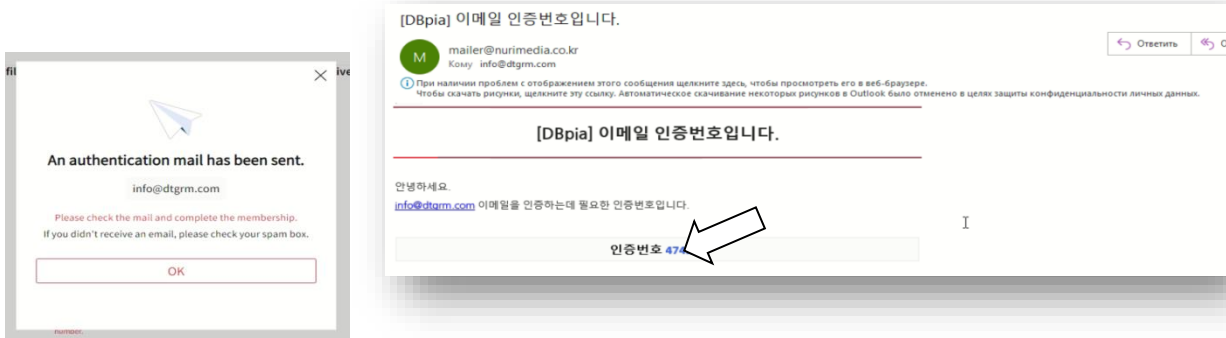 An authentication mail has been sent.
info@dtgrm.com
Please check the mail and complete the membership.
If you didn't receive an email, please check your spam box.
OK
number.
[DBpia] 이메일 인증번호입니다.
M
mailer@nurimedia.co.kr
Кому info@dtgrm.com
Ответить
При наличии проблем с отображением этого сообщения щелкните здесь, чтобы просмотреть его в веб-браузере.
Чтобы скачать рисунки, щелкните эту ссылку. Автоматическое скачивание некоторых рисунков в Outlook было отменено в целях защиты конфиденциальности личных данных.
[DBpia] 이메일 인증번호입니다.
안녕하세요.
info@dtgrm.com 이메일을 인증하는데 필요한 인증번호입니다.
인증번호 474